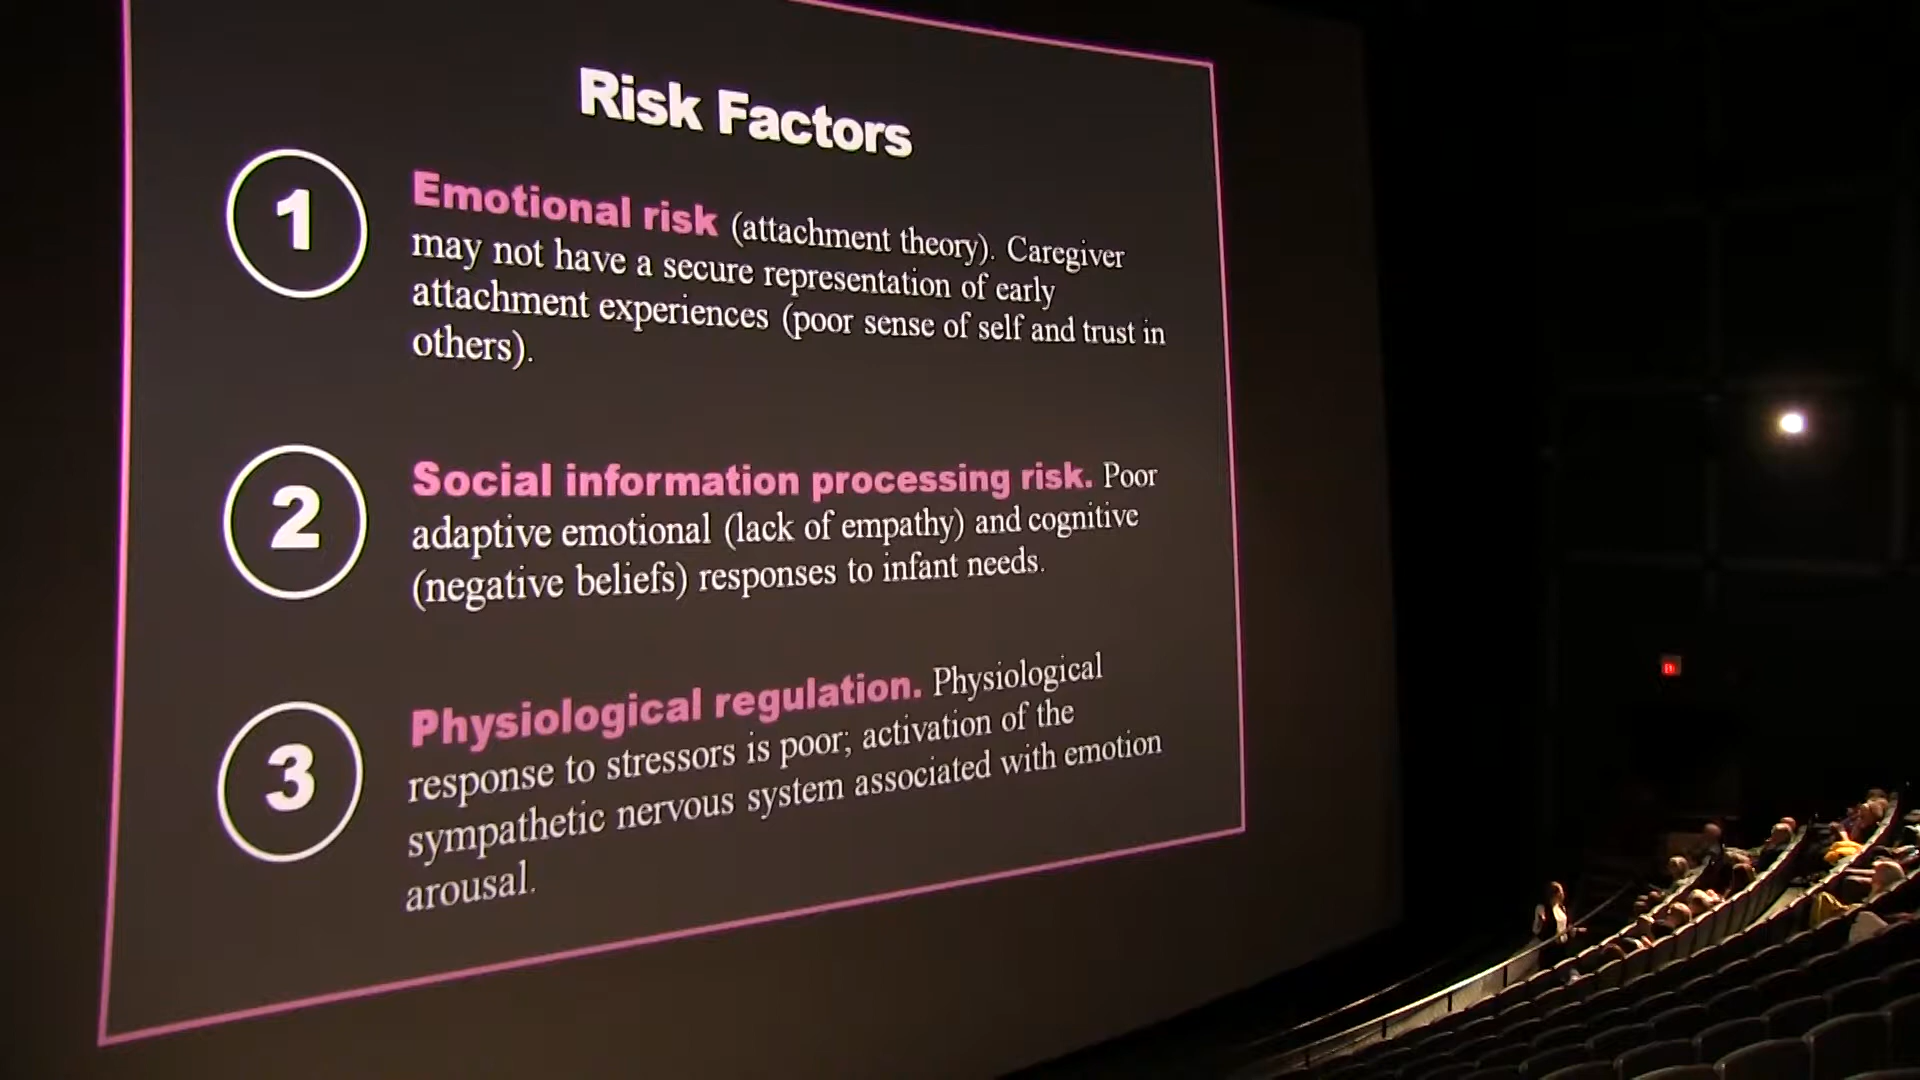 Risk Factors
1
Emotional risk (attachment theory). Caregiver
may not have a secure representation of early
attachment experiences (poor sense of self and trust in
others).
2
Social information processing risk. Poor
adaptive emotional (lack of empathy) and cognitive
(negative beliefs) responses to infant needs.
3
Physiological regulation. Physiological
response to stressors is poor; activation of the
sympathetic nervous system associated with emotion
arousal.